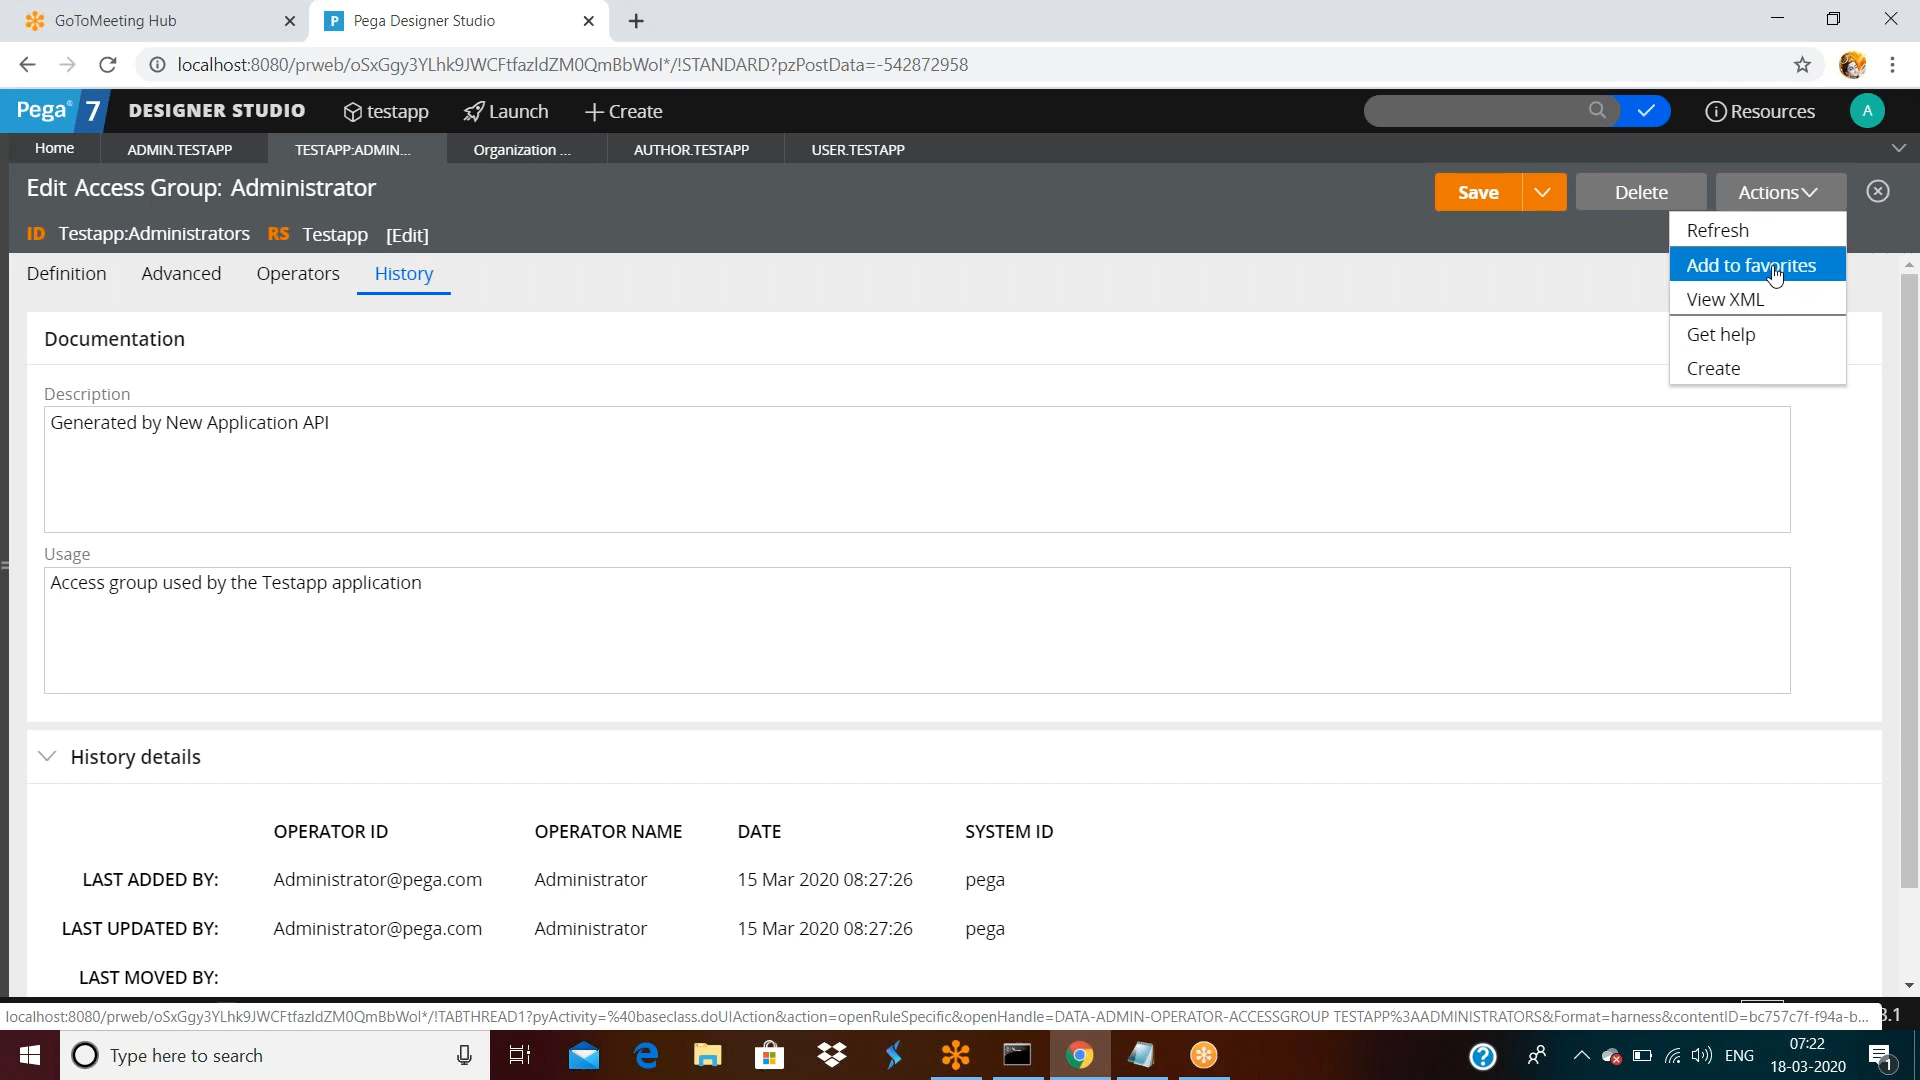 GoToMeeting Hub
P Pega Designer Studio
localhost:8080/prweb/oSxGgy3YLhk9JWCFtfazldZM0QmBbWoI*/!STANDARD?pzPostData=-542872958
Pega 7 DESIGNER STUDIO testapp Launch Create Resources A
Home ADMIN.TESTAPP TESTAPP:ADMIN... Organization ... AUTHOR.TESTAPP USER.TESTAPP
Edit Access Group: Administrator
Save Delete Actions
ID Testapp:Administrators RS Testapp [Edit]
Refresh
Add to favorites
View XML
Get help
Create
Definition Advanced Operators History
Documentation
Description
Generated by New Application API
Usage
Access group used by the Testapp application
History details
OPERATOR ID OPERATOR NAME DATE SYSTEM ID
LAST ADDED BY: Administrator@pega.com Administrator 15 Mar 2020 08:27:26 pega
LAST UPDATED BY: Administrator@pega.com Administrator 15 Mar 2020 08:27:26 pega
LAST MOVED BY:
localhost:8080/prweb/oSxGgy3YLhk9JWCFtfazldZM0QmBbWoI*/!TABTHREAD1?pyActivity=%40baseclass.doUIAction&action=openRuleSpecific&openHandle=DATA-ADMIN-OPERATOR-ACCESSGROUP TESTAPP%3AADMINISTRATORS&Format=harness&contentID=bc757c7f-f94a-b...
Type here to search
ENG
07:22
18-03-2020
1